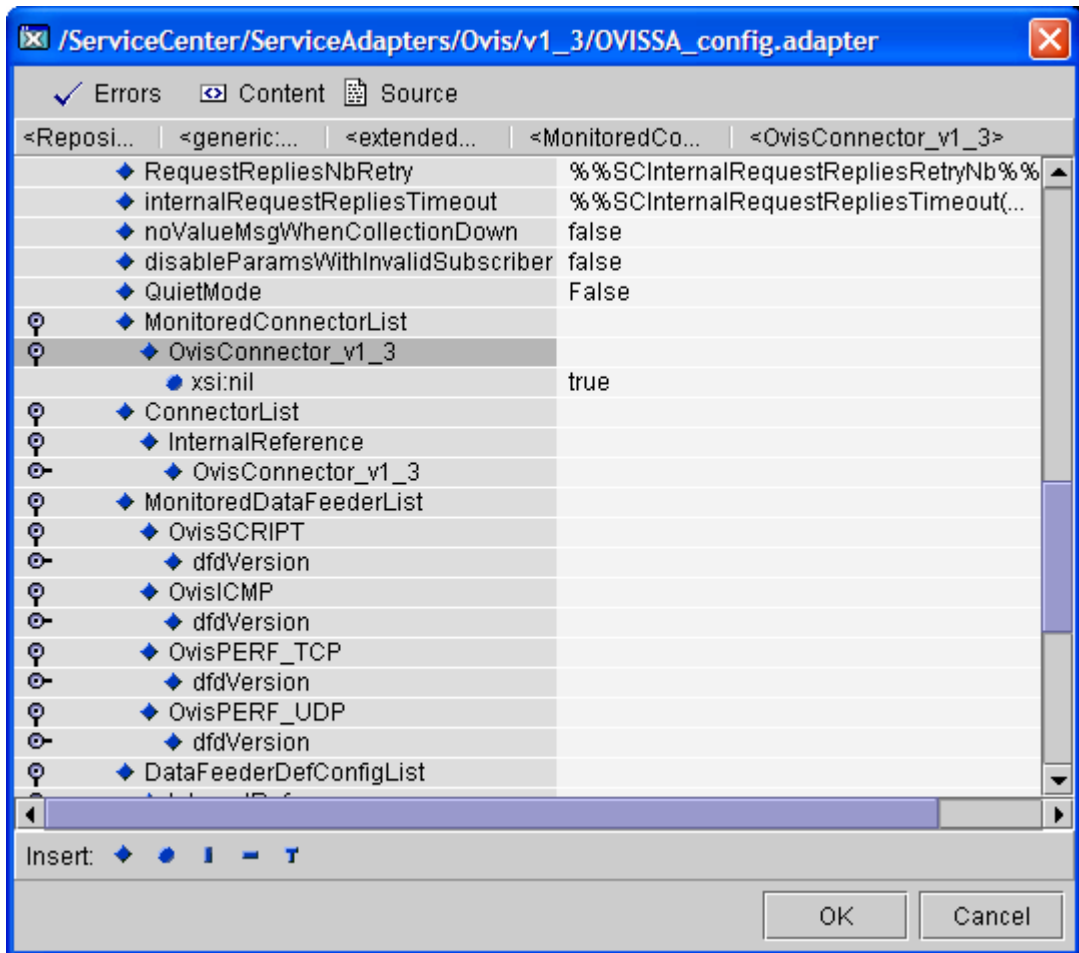 /ServiceCenter/ServiceAdapters/Ovis/v1_3/OVISSA_config.adapter
Errors Content Source
<Reposi... <generic:... <extended... <MonitoredCo... <OvisConnector_v1_3>
RequestRepliesNbRetry %%SCInternalRequestRepliesRetryNb%%
internalRequestRepliesTimeout %%SCInternalRequestRepliesTimeout(...
noValueMsgWhenCollectionDown false
disableParamsWithInvalidSubscriber false
QuietMode False
MonitoredConnectorList
OvisConnector_v1_3
xsi:nil true
ConnectorList
InternalReference
OvisConnector_v1_3
MonitoredDataFeederList
OvisSCRIPT
dfdVersion
OvisICMP
dfdVersion
OvisPERF_TCP
dfdVersion
OvisPERF_UDP
dfdVersion
DataFeederDefConfigList
Insert: T
OK Cancel